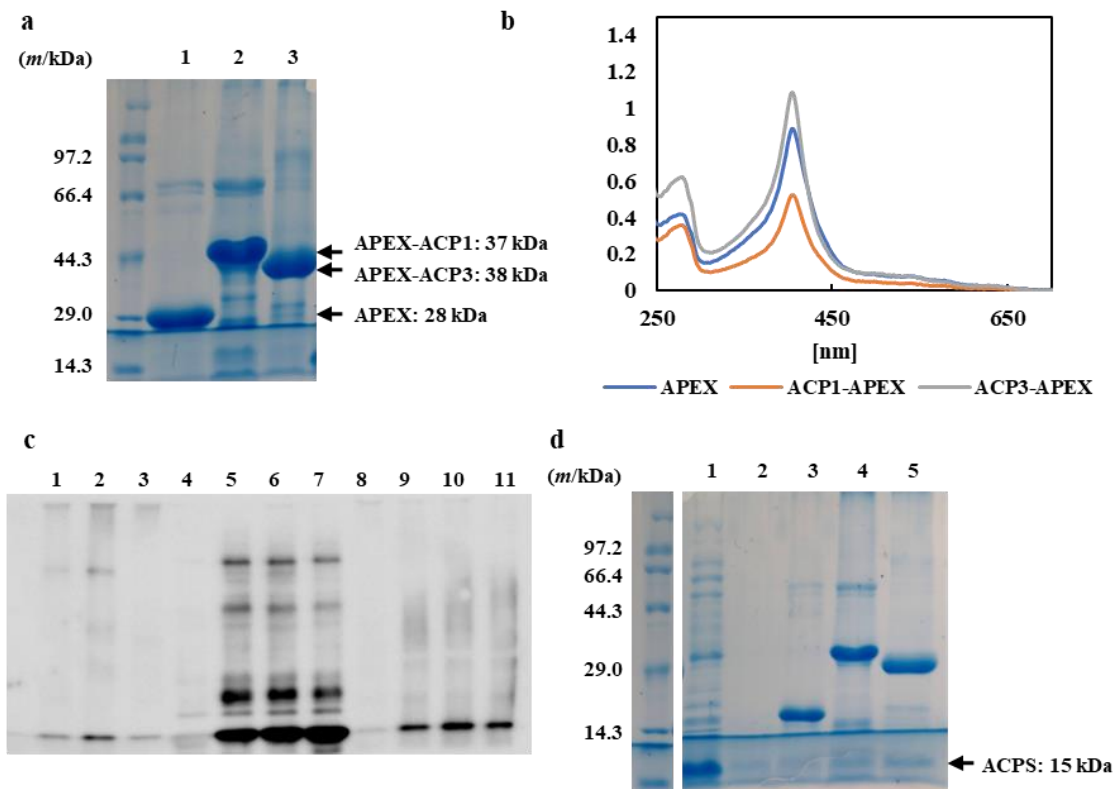 a
(m/kDa) 1 2 3
97.2
66.4
44.3
29.0
14.3
APEX-ACP1: 37 kDa
APEX-ACP3: 38 kDa
APEX: 28 kDa
b
1.4
1.2
1
0.8
0.6
0.4
0.2
0
250 450 650
[nm]
APEX ACP1-APEX ACP3-APEX
c
1 2 3 4 5 6 7 8 9 10 11
d
(m/kDa) 1 2 3 4 5
97.2
66.4
44.3
29.0
14.3
ACPS: 15 kDa